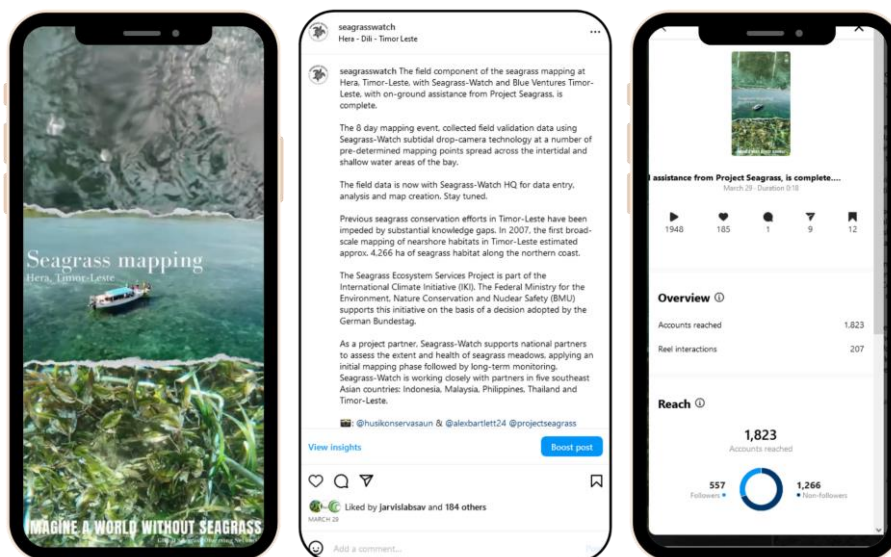 Seagrass mapping
Hera, Timor-Leste
IMAGINE A WORLD WITHOUT SEAGRASS
seagrasswatch
Hera - Dili - Timor Leste
seagrasswatch The field component of the seagrass mapping at
Hera, Timor-Leste, with Seagrass-Watch and Blue Ventures Timor-
Leste, with on-ground assistance from Project Seagrass, is
complete.
The 8 day mapping event, collected field validation data using
Seagrass-Watch subtidal drop-camera technology at a number of
pre-determined mapping points spread across the intertidal and
shallow water areas of the bay.
The field data is now with Seagrass-Watch HQ for data entry,
analysis and map creation. Stay tuned.
Previous seagrass conservation efforts in Timor-Leste have been
impeded by substantial knowledge gaps. In 2007, the first broad-
scale mapping of nearshore habitats in Timor-Leste estimated
approx. 4,266 ha of seagrass habitat along the northern coast.
The Seagrass Ecosystem Services Project is part of the
International Climate Initiative (IKI). The Federal Ministry for the
Environment, Nature Conservation and Nuclear Safety (BMU)
supports this initiative on the basis of a decision adopted by the
German Bundestag.
As a project partner, Seagrass-Watch supports national partners
to assess the extent and health of seagrass meadows, applying an
initial mapping phase followed by long-term monitoring.
Seagrass-Watch is working closely with partners in five southeast
Asian countries: Indonesia, Malaysia, Philippines, Thailand and
Timor-Leste.
: @husikonservasaun & @alexbartlett24 @projectseagrass
View insights
Boost post
Liked by jarvislabsav and 184 others
MARCH 29
Add a comment...
assistance from Project Seagrass, is complete....
March 29 · Duration 0:18
1948 185 1 9 12
Overview
Accounts reached 1,823
Reel interactions 207
Reach
1,823
Accounts reached
557
Followers
1,266
Non-followers